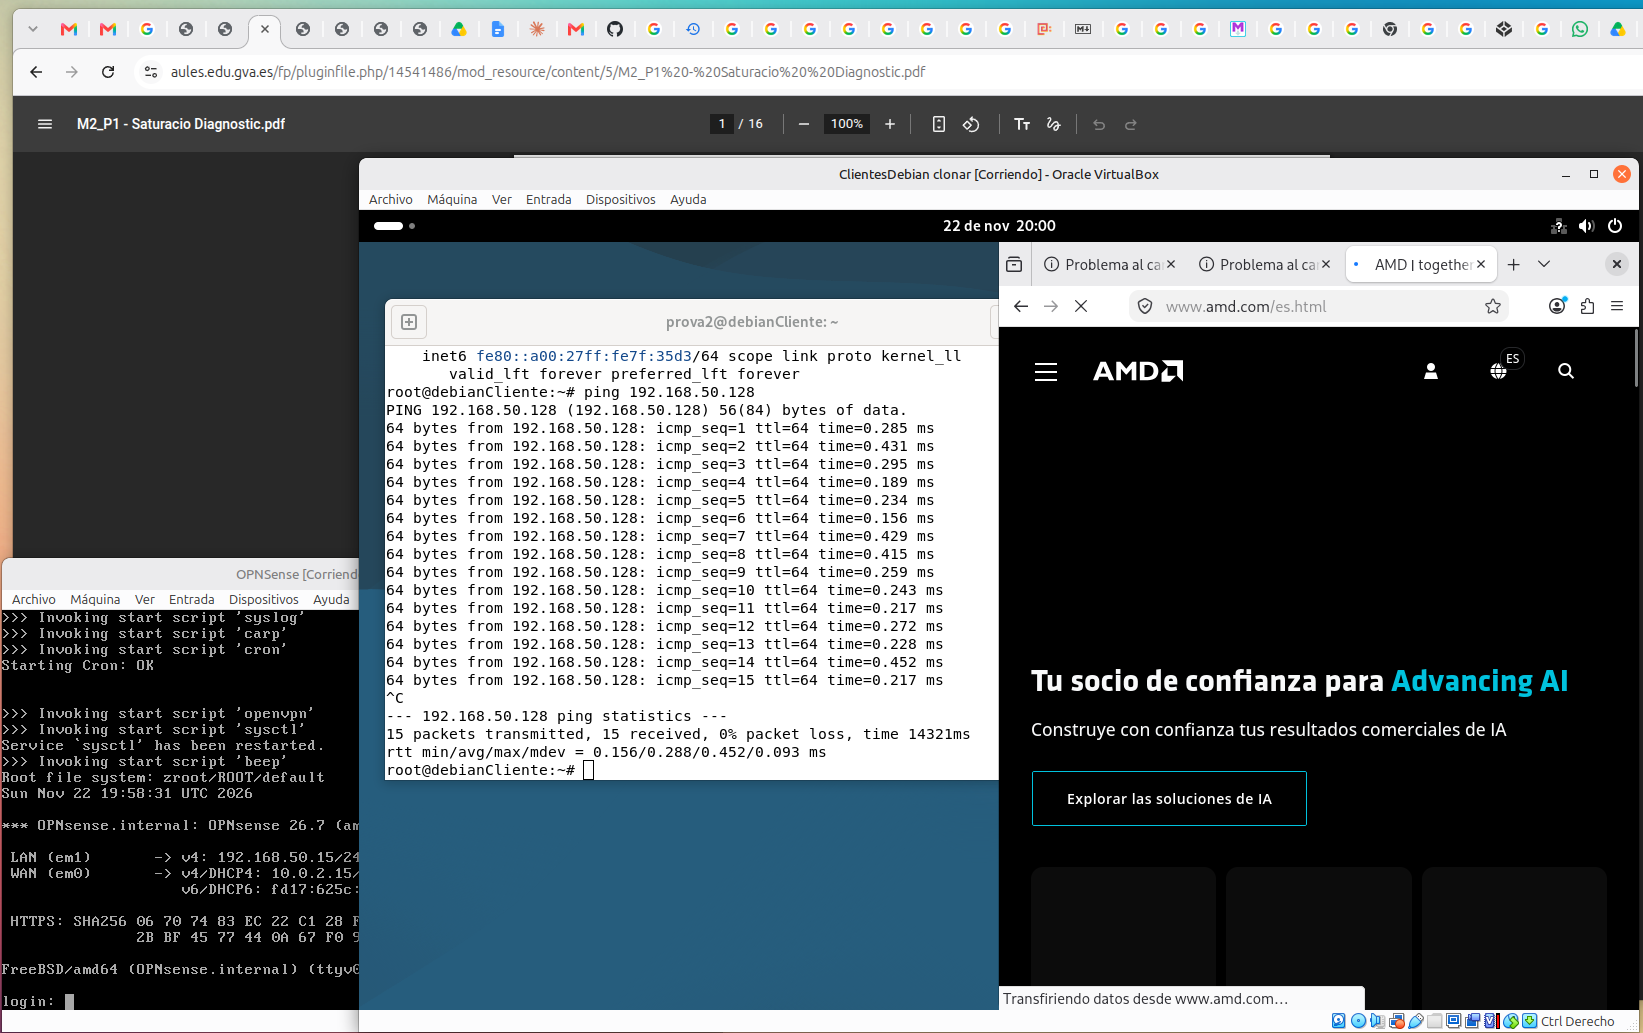 aules.edu.gva.es/fp/pluginfile.php/14541486/mod_resource/content/5/M2_P1%20-%20Saturacio%20%20Diagnostic.pdf
M2_P1 - Saturacio Diagnostic.pdf
1 / 16
100%
ClientesDebian clonar [Corriendo] - Oracle VirtualBox
Archivo Máquina Ver Entrada Dispositivos Ayuda
22 de nov 20:00
Problema al ca
Problema al ca
AMD | together
www.amd.com/es.html
prova2@debianCliente: ~
inet6 fe80::a00:27ff:fe7f:35d3/64 scope link proto kernel_ll
valid_lft forever preferred_lft forever
root@debianCliente:~# ping 192.168.50.128
PING 192.168.50.128 (192.168.50.128) 56(84) bytes of data.
64 bytes from 192.168.50.128: icmp_seq=1 ttl=64 time=0.285 ms
64 bytes from 192.168.50.128: icmp_seq=2 ttl=64 time=0.431 ms
64 bytes from 192.168.50.128: icmp_seq=3 ttl=64 time=0.295 ms
64 bytes from 192.168.50.128: icmp_seq=4 ttl=64 time=0.189 ms
64 bytes from 192.168.50.128: icmp_seq=5 ttl=64 time=0.234 ms
64 bytes from 192.168.50.128: icmp_seq=6 ttl=64 time=0.156 ms
64 bytes from 192.168.50.128: icmp_seq=7 ttl=64 time=0.429 ms
64 bytes from 192.168.50.128: icmp_seq=8 ttl=64 time=0.415 ms
64 bytes from 192.168.50.128: icmp_seq=9 ttl=64 time=0.259 ms
64 bytes from 192.168.50.128: icmp_seq=10 ttl=64 time=0.243 ms
64 bytes from 192.168.50.128: icmp_seq=11 ttl=64 time=0.217 ms
64 bytes from 192.168.50.128: icmp_seq=12 ttl=64 time=0.272 ms
64 bytes from 192.168.50.128: icmp_seq=13 ttl=64 time=0.228 ms
64 bytes from 192.168.50.128: icmp_seq=14 ttl=64 time=0.452 ms
64 bytes from 192.168.50.128: icmp_seq=15 ttl=64 time=0.217 ms
^C
--- 192.168.50.128 ping statistics ---
15 packets transmitted, 15 received, 0% packet loss, time 14321ms
rtt min/avg/max/mdev = 0.156/0.288/0.452/0.093 ms
root@debianCliente:~#
AMD
ES
Tu socio de confianza para Advancing AI
Construye con confianza tus resultados comerciales de IA
Explorar las soluciones de IA
Transfiriendo datos desde www.amd.com…
Ctrl Derecho
OPNSense [Corriend
Archivo Máquina Ver Entrada Dispositivos Ayuda
>>> Invoking start script 'syslog'
>>> Invoking start script 'carp'
>>> Invoking start script 'cron'
Starting Cron: OK
>>> Invoking start script 'openvpn'
>>> Invoking start script 'sysctl'
Service `sysctl' has been restarted.
>>> Invoking start script 'beep'
Root file system: zroot/ROOT/default
Sun Nov 22 19:58:31 UTC 2026
*** OPNsense.internal: OPNsense 26.7 (am
LAN (em1) -> v4: 192.168.50.15/24
WAN (em0) -> v4/DHCP4: 10.0.2.15/
v6/DHCP6: fd17:625c:
HTTPS: SHA256 06 70 74 83 EC 22 C1 28 F
2B BF 45 77 44 0A 67 F0 9
FreeBSD/amd64 (OPNsense.internal) (ttyv0
login: